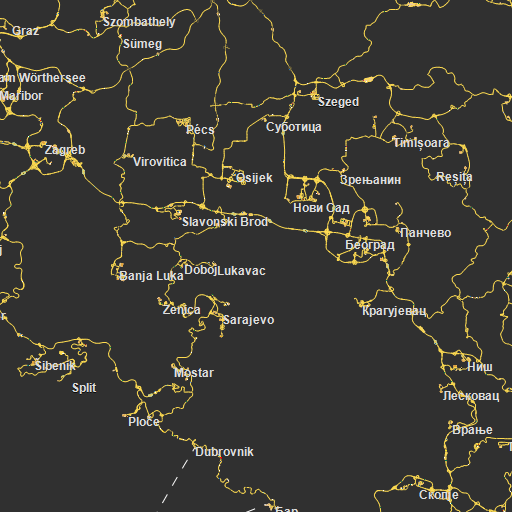 Szombathely
Graz
Sümeg
am Wörthersee
Maribor
Szeged
Pécs
Суботица
Timișoara
Zagreb
Virovitica
Osijek
Зрењанин
Reșița
Нови Сад
Slavonski Brod
Панчево
Београд
j
Banja Luka
Doboj
Lukavac
Zenica
Крагујевац
Sarajevo
Šibenik
Ниш
Mostar
Split
Лесковац
Ploče
Врање
Dubrovnik
Скопје
Бар